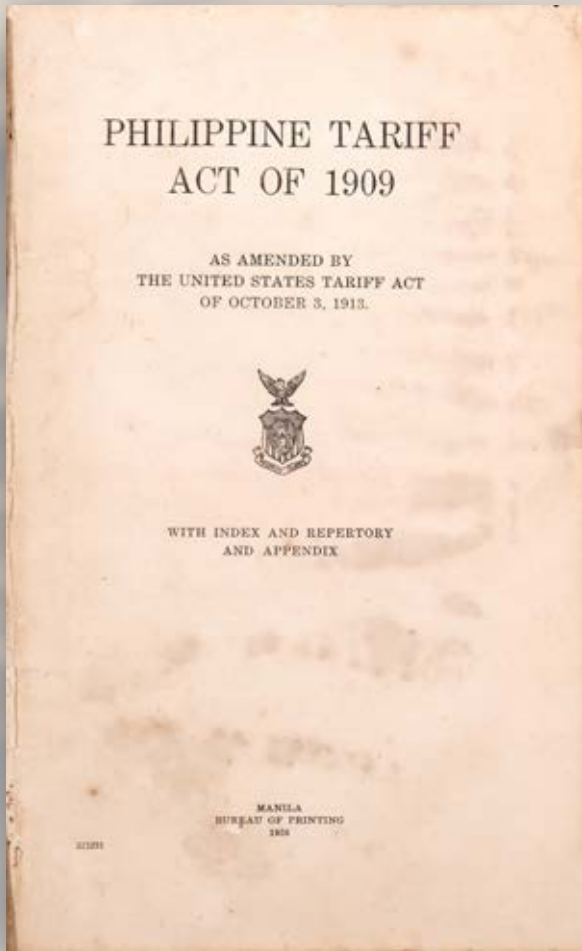 PHILIPPINE TARIFF
ACT OF 1909
AS AMENDED BY
THE UNITED STATES TARIFF ACT
OF OCTOBER 3, 1913.
WITH INDEX AND REPERTORY
AND APPENDIX
MANILA
BUREAU OF PRINTING